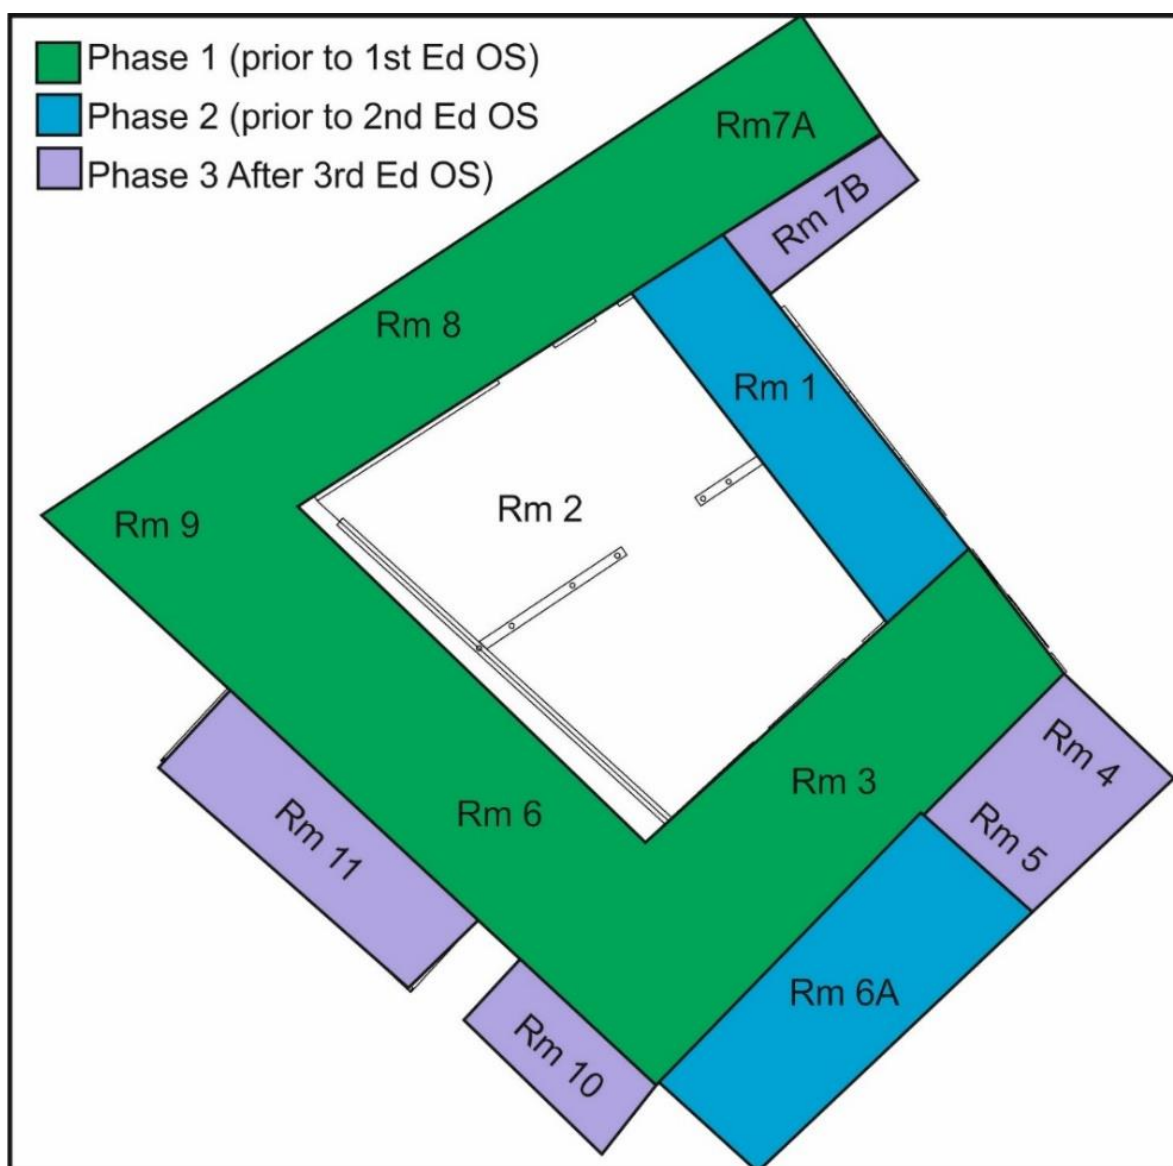 Phase 1 (prior to 1st Ed OS)
Phase 2 (prior to 2nd Ed OS
Phase 3 After 3rd Ed OS)
Rm7A
Rm 7B
Rm 8
Rm 1
Rm 2
Rm 9
Rm 4
Rm 3
Rm 6
Rm 5
Rm 11
Rm 6A
Rm 10